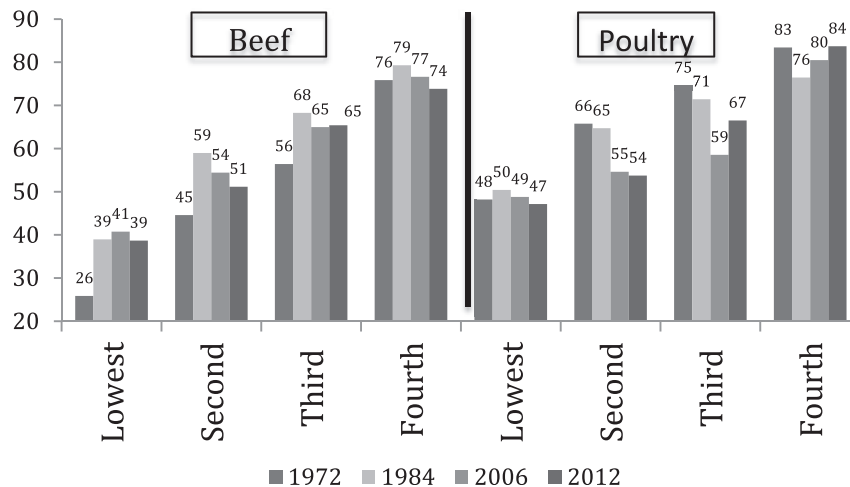 90
80
70
60
50
40
30
20
Beef
Poultry
26 39 41 39
45 59 54 51
56 68 65 65
76 79 77 74
48 50 49 47
66 65 55 54
75 71 59 67
83 76 80 84
Lowest Second Third Fourth Lowest Second Third Fourth
1972 1984 2006 2012